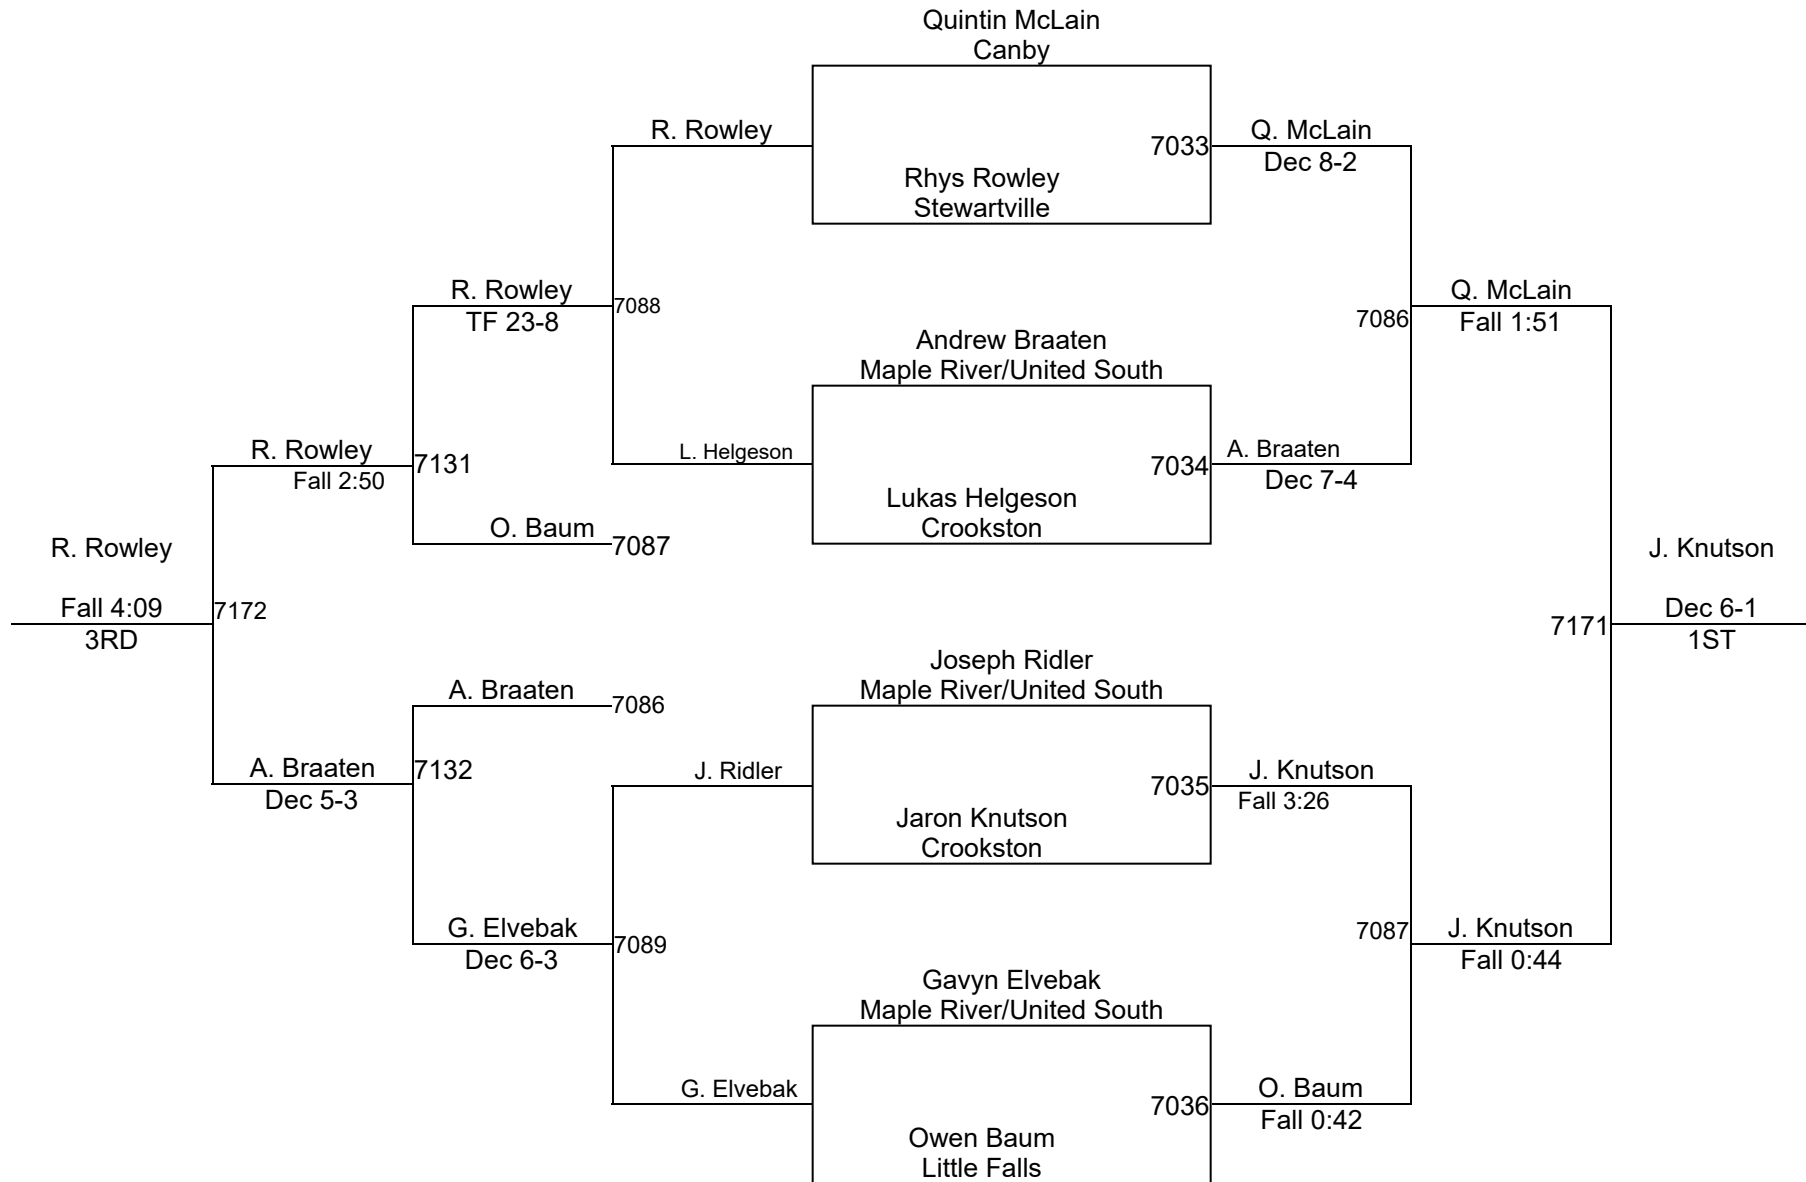 Quintin McLain
Canby
R. Rowley
7033
Q. McLain
Dec 8-2
Rhys Rowley
Stewartville
R. Rowley
TF 23-8
7088
Q. McLain
Fall 1:51
7086
Andrew Braaten
Maple River/United South
R. Rowley
Fall 2:50
7131
L. Helgeson
7034
A. Braaten
Dec 7-4
Lukas Helgeson
Crookston
O. Baum
7087
R. Rowley
Fall 4:09
3RD
7172
J. Knutson
Dec 6-1
1ST
7171
Joseph Ridler
Maple River/United South
A. Braaten
7086
A. Braaten
Dec 5-3
7132
J. Ridler
7035
J. Knutson
Fall 3:26
Jaron Knutson
Crookston
G. Elvebak
Dec 6-3
7089
7087
J. Knutson
Fall 0:44
Gavyn Elvebak
Maple River/United South
G. Elvebak
7036
O. Baum
Fall 0:42
Owen Baum
Little Falls